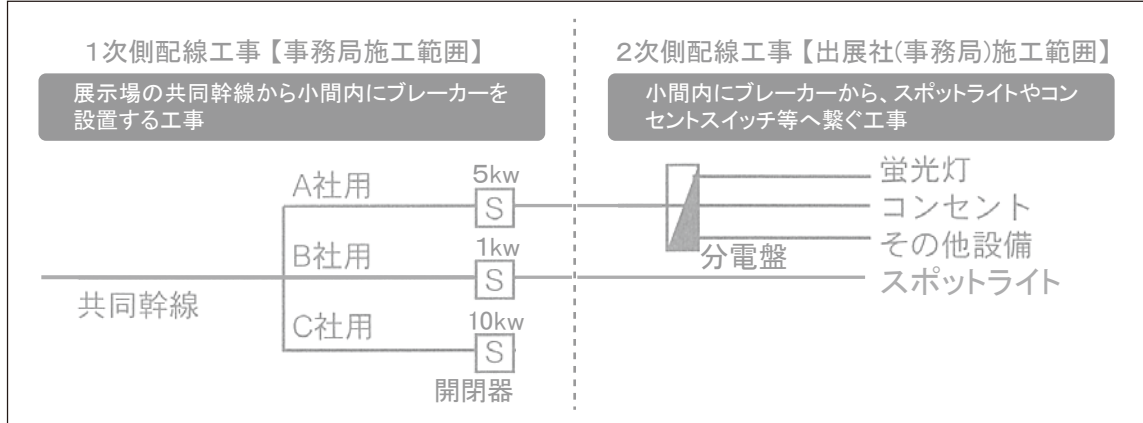 1次側配線工事【事務局施工範囲】
展示場の共同幹線から小間内にブレーカーを
設置する工事
2次側配線工事【出展社(事務局)施工範囲】
小間内にブレーカーから、スポットライトやコン
セントスイッチ等へ繋ぐ工事
A社用
5kw
S
B社用
1kw
S
共同幹線
C社用
10kw
S
開閉器
分電盤
蛍光灯
コンセント
その他設備
スポットライト